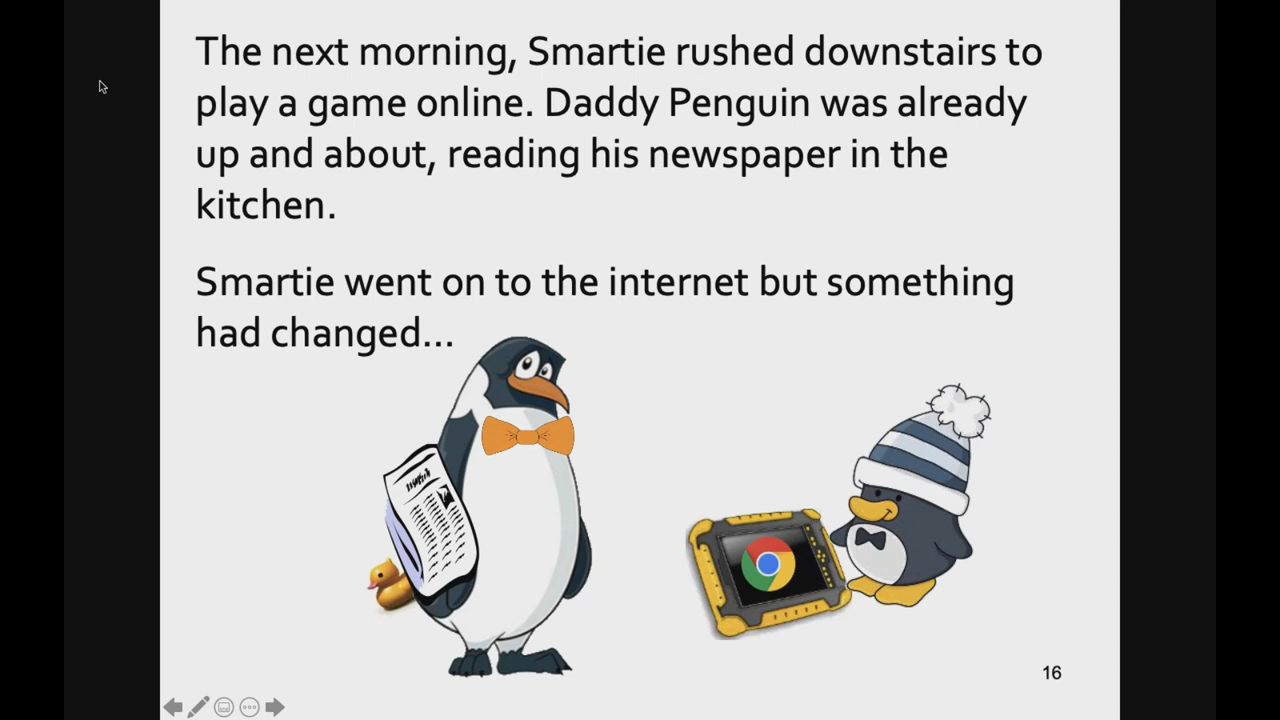 The next morning, Smartie rushed downstairs to
play a game online. Daddy Penguin was already
up and about, reading his newspaper in the
kitchen.
Smartie went on to the internet but something
had changed...
16